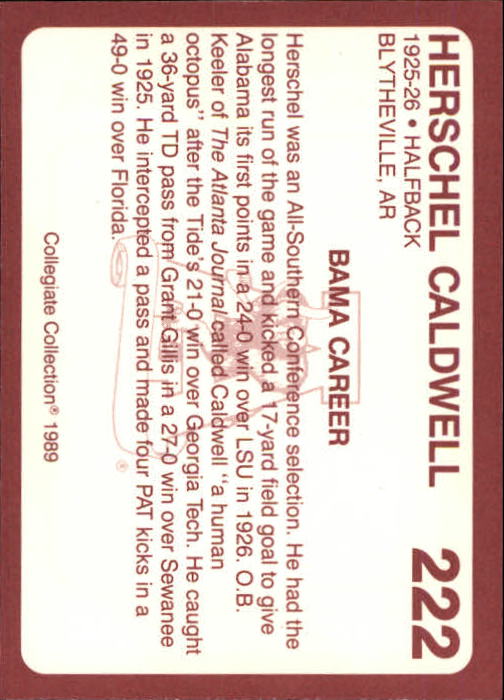 HERSCHEL CALDWELL 222
1925-26 • HALFBACK
BLYTHEVILLE, AR
BAMA CAREER
Herschel was an All-Southern Conference selection. He had the
longest run of the game and kicked a 17-yard field goal to give
Alabama its first points in a 24-0 win over LSU in 1926. O.B.
Keeler of The Atlanta Journal called Caldwell "a human
octopus" after the Tide's 21-0 win over Georgia Tech. He caught
a 36-yard TD pass from Grant Gillis in a 27-0 win over Sewanee
in 1925. He intercepted a pass and made four PAT kicks in a
49-0 win over Florida.
Collegiate Collection® 1989
®